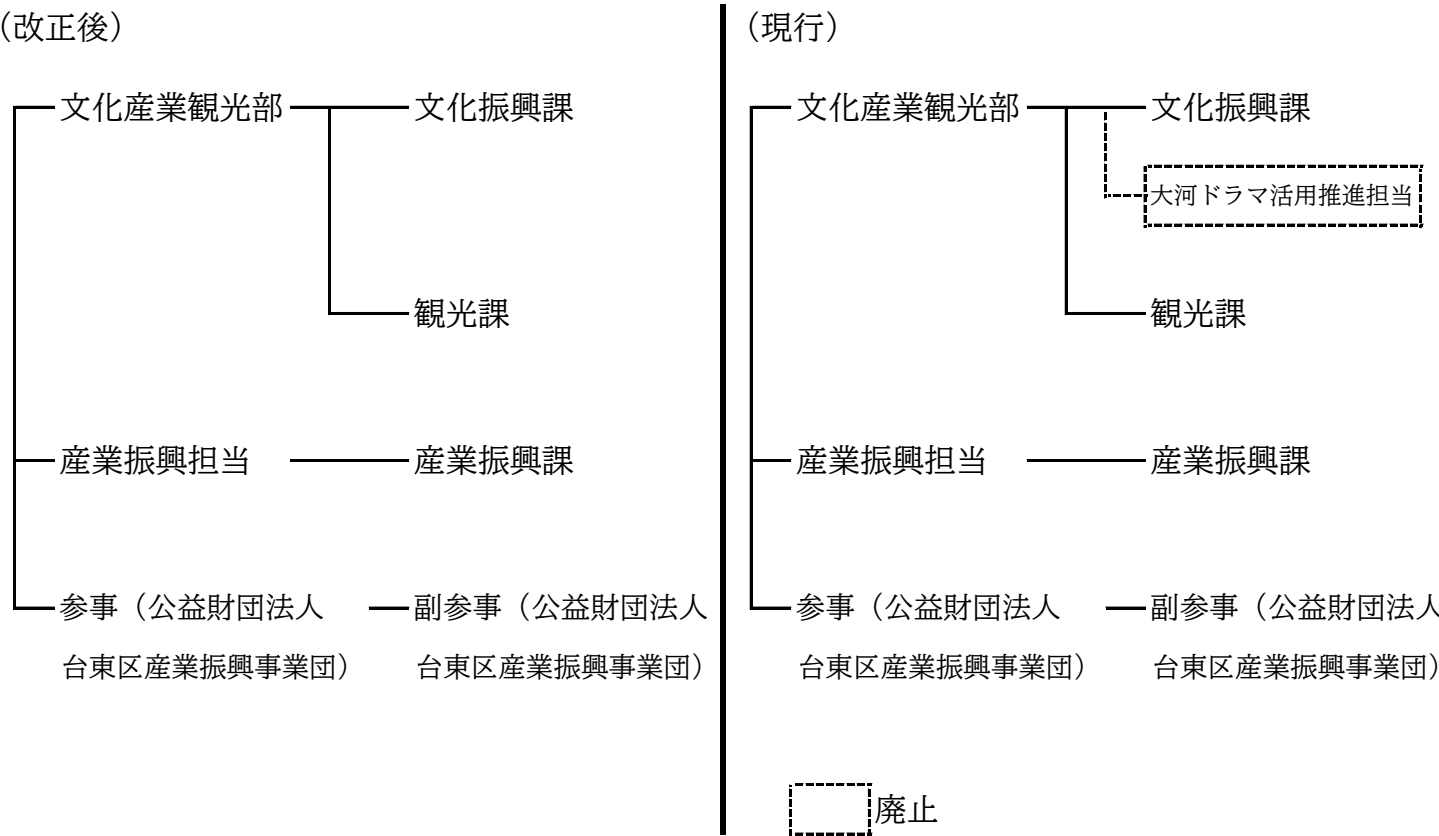 （改正後）
文化産業観光部
文化振興課
観光課
産業振興担当
産業振興課
参事（公益財団法人
台東区産業振興事業団）
副参事（公益財団法人
台東区産業振興事業団）
（現行）
文化産業観光部
文化振興課
大河ドラマ活用推進担当
観光課
産業振興担当
産業振興課
参事（公益財団法人
台東区産業振興事業団）
副参事（公益財団法人
台東区産業振興事業団）
廃止